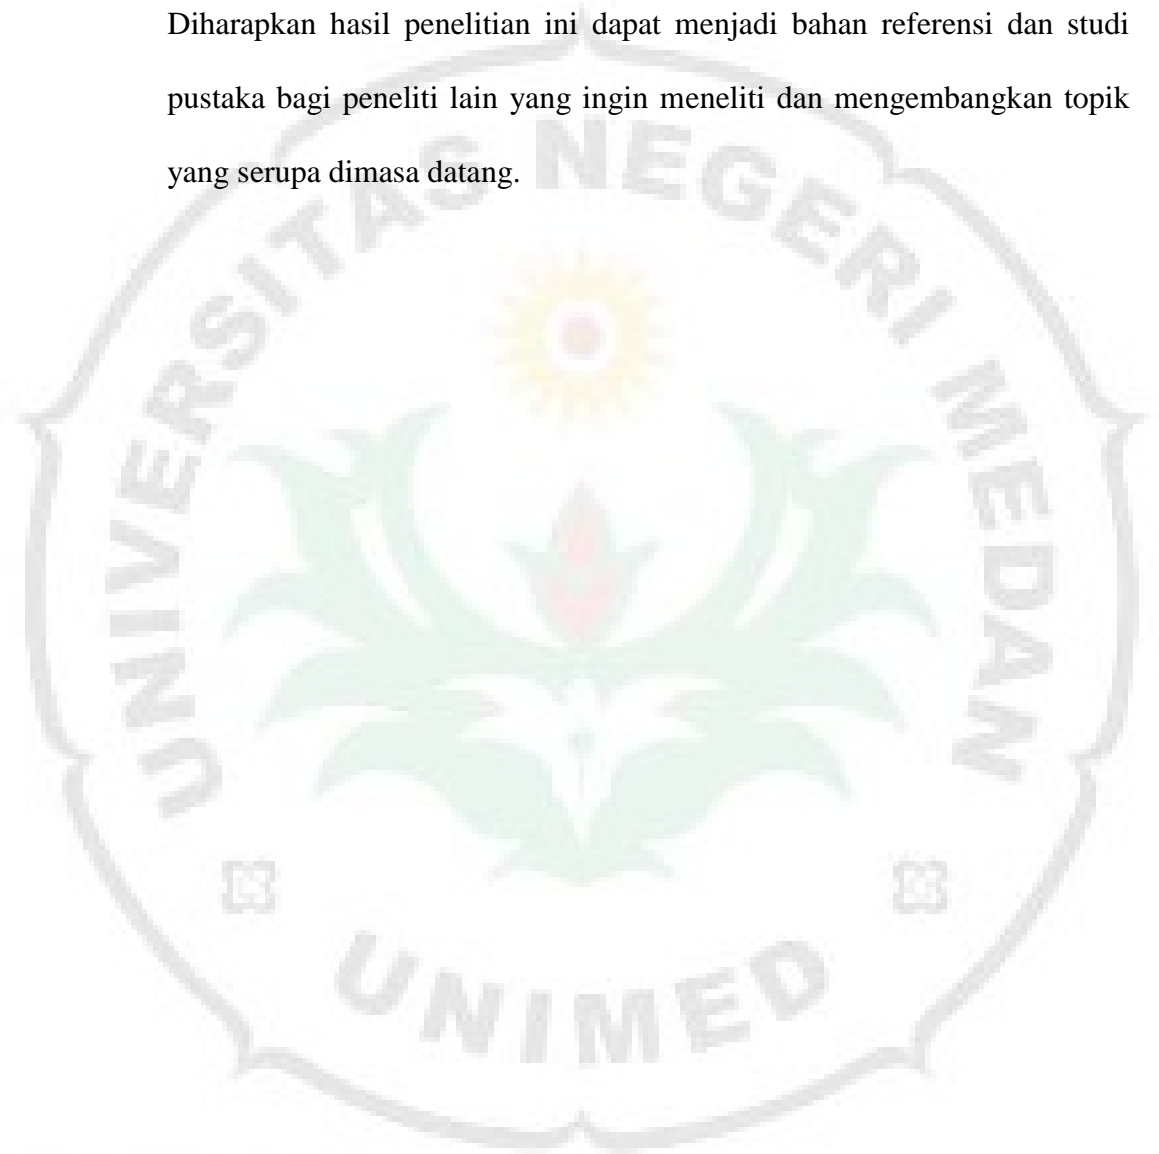 Diharapkan hasil penelitian ini dapat menjadi bahan referensi dan studi
pustaka bagi peneliti lain yang ingin meneliti dan mengembangkan topik
yang serupa dimasa datang.
UNIVERSITAS NEGERI MEDAN
UNIMED